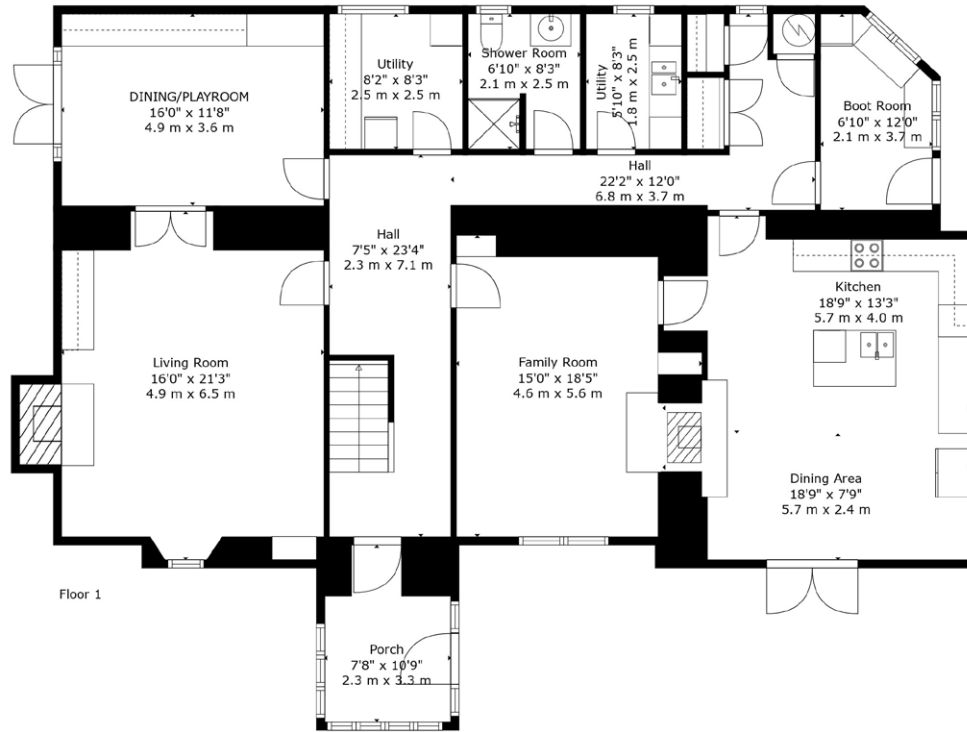 DINING/PLAYROOM
16'0" x 11'8"
4.9 m x 3.6 m
Utility
8'2" x 8'3"
2.5 m x 2.5 m
Shower Room
6'10" x 8'3"
2.1 m x 2.5 m
Utility
5'10" x 8'3"
1.8 m x 2.5 m
Boot Room
6'10" x 12'0"
2.1 m x 3.7 m
Hall
22'2" x 12'0"
6.8 m x 3.7 m
Hall
7'5" x 23'4"
2.3 m x 7.1 m
Kitchen
18'9" x 13'3"
5.7 m x 4.0 m
Living Room
16'0" x 21'3"
4.9 m x 6.5 m
Family Room
15'0" x 18'5"
4.6 m x 5.6 m
Dining Area
18'9" x 7'9"
5.7 m x 2.4 m
Floor 1
Porch
7'8" x 10'9"
2.3 m x 3.3 m